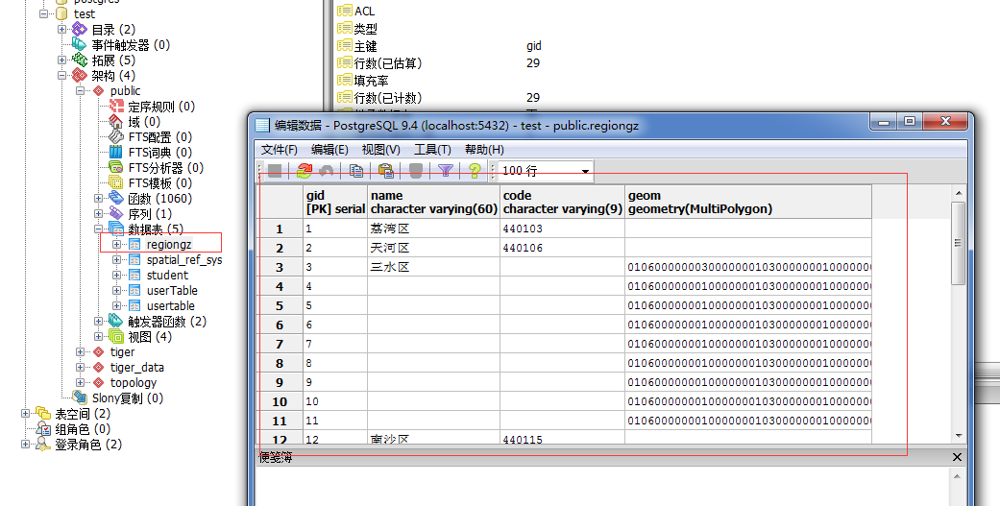 postgres
test
目录 (2)
事件触发器 (0)
拓展 (5)
架构 (4)
public
定序规则 (0)
域 (0)
FTS配置 (0)
FTS词典 (0)
FTS分析器 (0)
FTS模板 (0)
函数 (1060)
序列 (1)
数据表 (5)
regiongz
spatial_ref_sys
student
userTable
usertable
触发器函数 (2)
视图 (4)
tiger
tiger_data
topology
Slony复制 (0)
表空间 (2)
组角色 (0)
登录角色 (2)
ACL
类型
主键 gid
行数(已估算) 29
填充率
行数(已计数) 29
编辑数据 - PostgreSQL 9.4 (localhost:5432) - test - public.regiongz
文件(F) 编辑(E) 视图(V) 工具(T) 帮助(H)
100 行
gid name code geom
[PK] serial character varying(60) character varying(9) geometry(MultiPolygon)
1 1 荔湾区 440103
2 2 天河区 440106
3 3 三水区 0106000000030000000103000000010000000
4 4 0106000000010000000103000000010000000
5 5 0106000000010000000103000000010000000
6 6 0106000000010000000103000000010000000
7 7 0106000000010000000103000000010000000
8 8 0106000000010000000103000000010000000
9 9 0106000000010000000103000000010000000
10 10 0106000000010000000103000000010000000
11 11 0106000000010000000103000000010000000
12 12 南沙区 440115
便笺簿